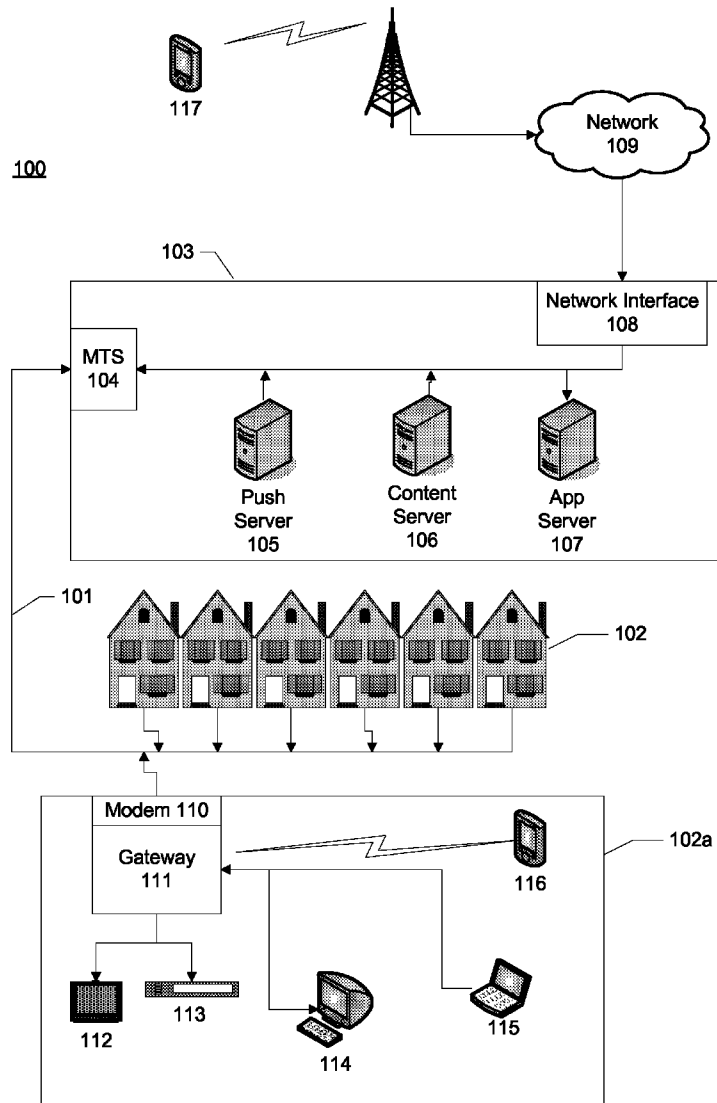 117
Network
109
100
103
Network Interface
108
MTS
104
Push
Server
105
Content
Server
106
App
Server
107
101
102
Modem 110
Gateway
111
116
102a
112
113
114
115